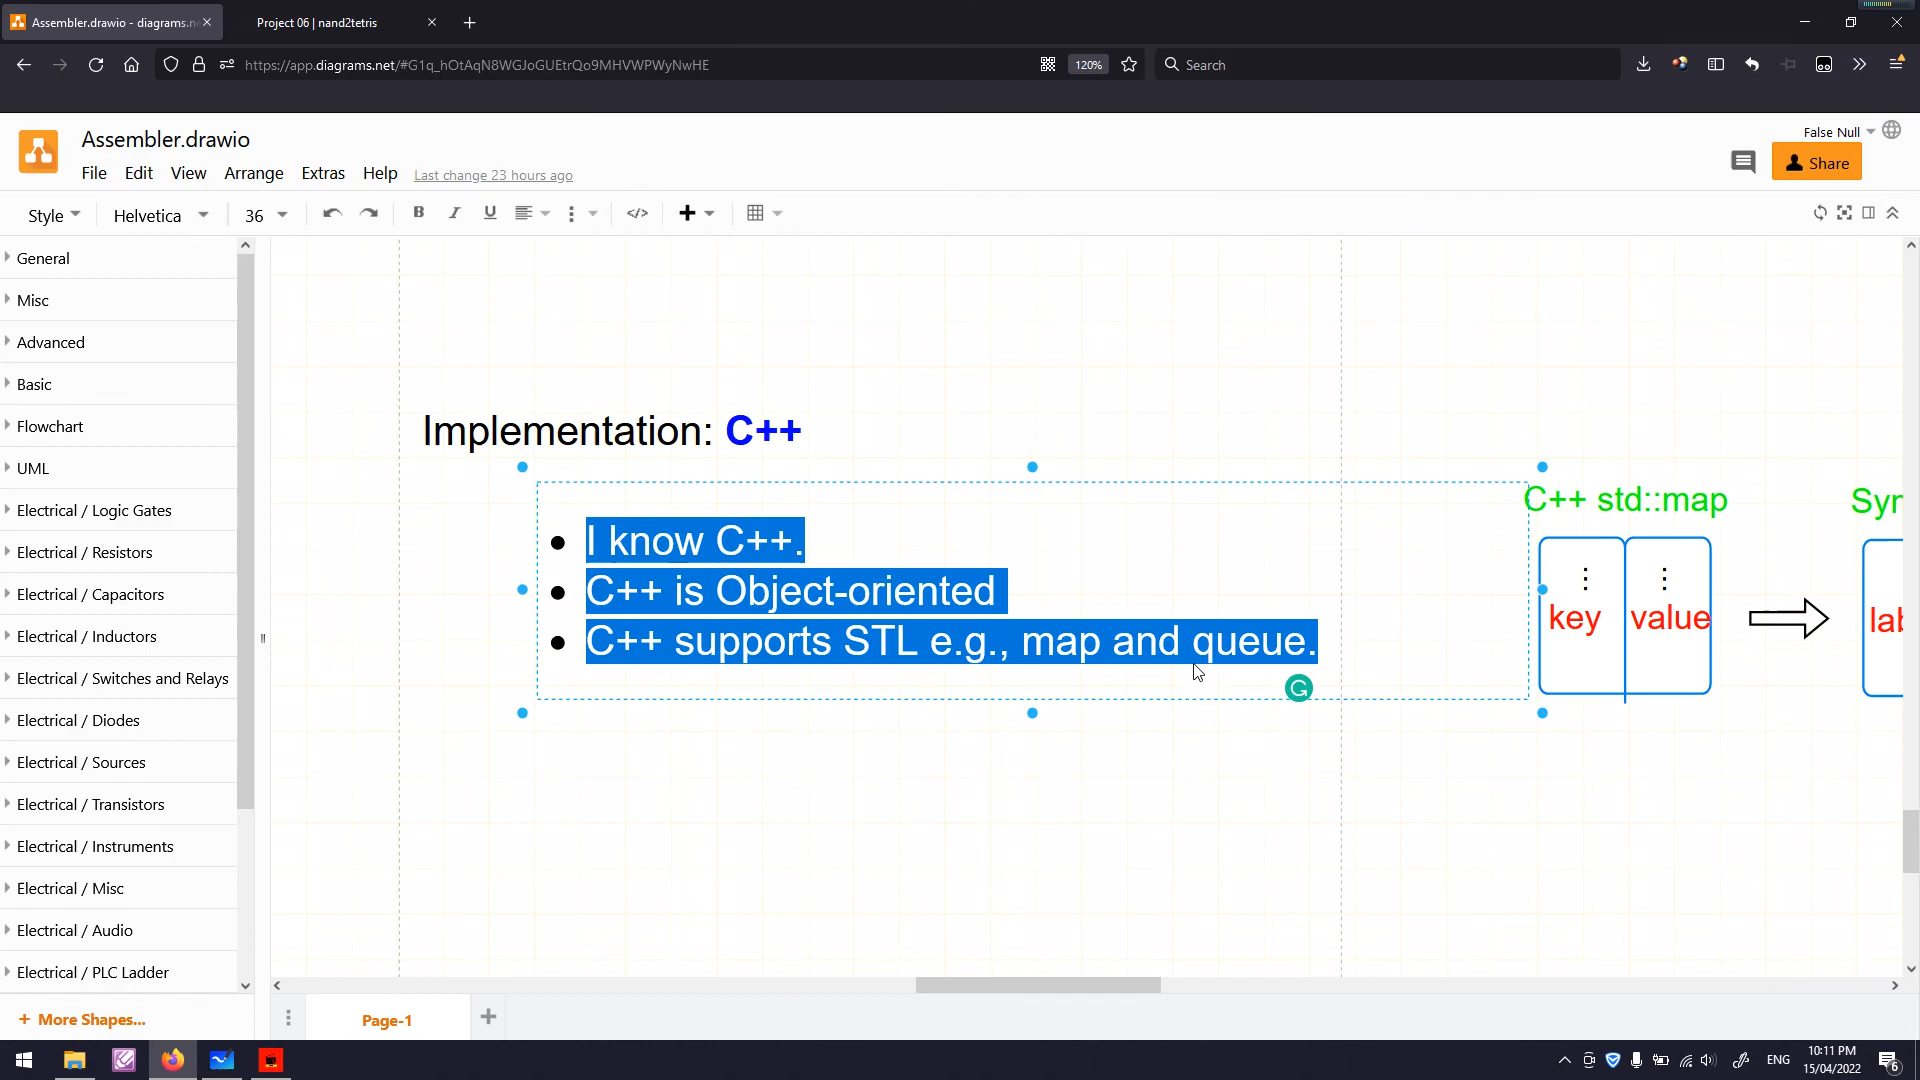 Assembler.drawio - diagrams.ne
Project 06 | nand2tetris
https://app.diagrams.net/#G1q_hOtAqN8WGJoGUEtrQo9MHVWPWyNwHE
120%
Search
Assembler.drawio
False Null
File Edit View Arrange Extras Help Last change 23 hours ago
Share
Style Helvetica 36
B I U
General
Misc
Advanced
Basic
Flowchart
UML
Electrical / Logic Gates
Electrical / Resistors
Electrical / Capacitors
Electrical / Inductors
Electrical / Switches and Relays
Electrical / Diodes
Electrical / Sources
Electrical / Transistors
Electrical / Instruments
Electrical / Misc
Electrical / Audio
Electrical / PLC Ladder
+ More Shapes...
Implementation: C++
• I know C++.
• C++ is Object-oriented
• C++ supports STL e.g., map and queue.
C++ std::map
key value
Syn
lab
Page-1
ENG
10:11 PM
15/04/2022
6